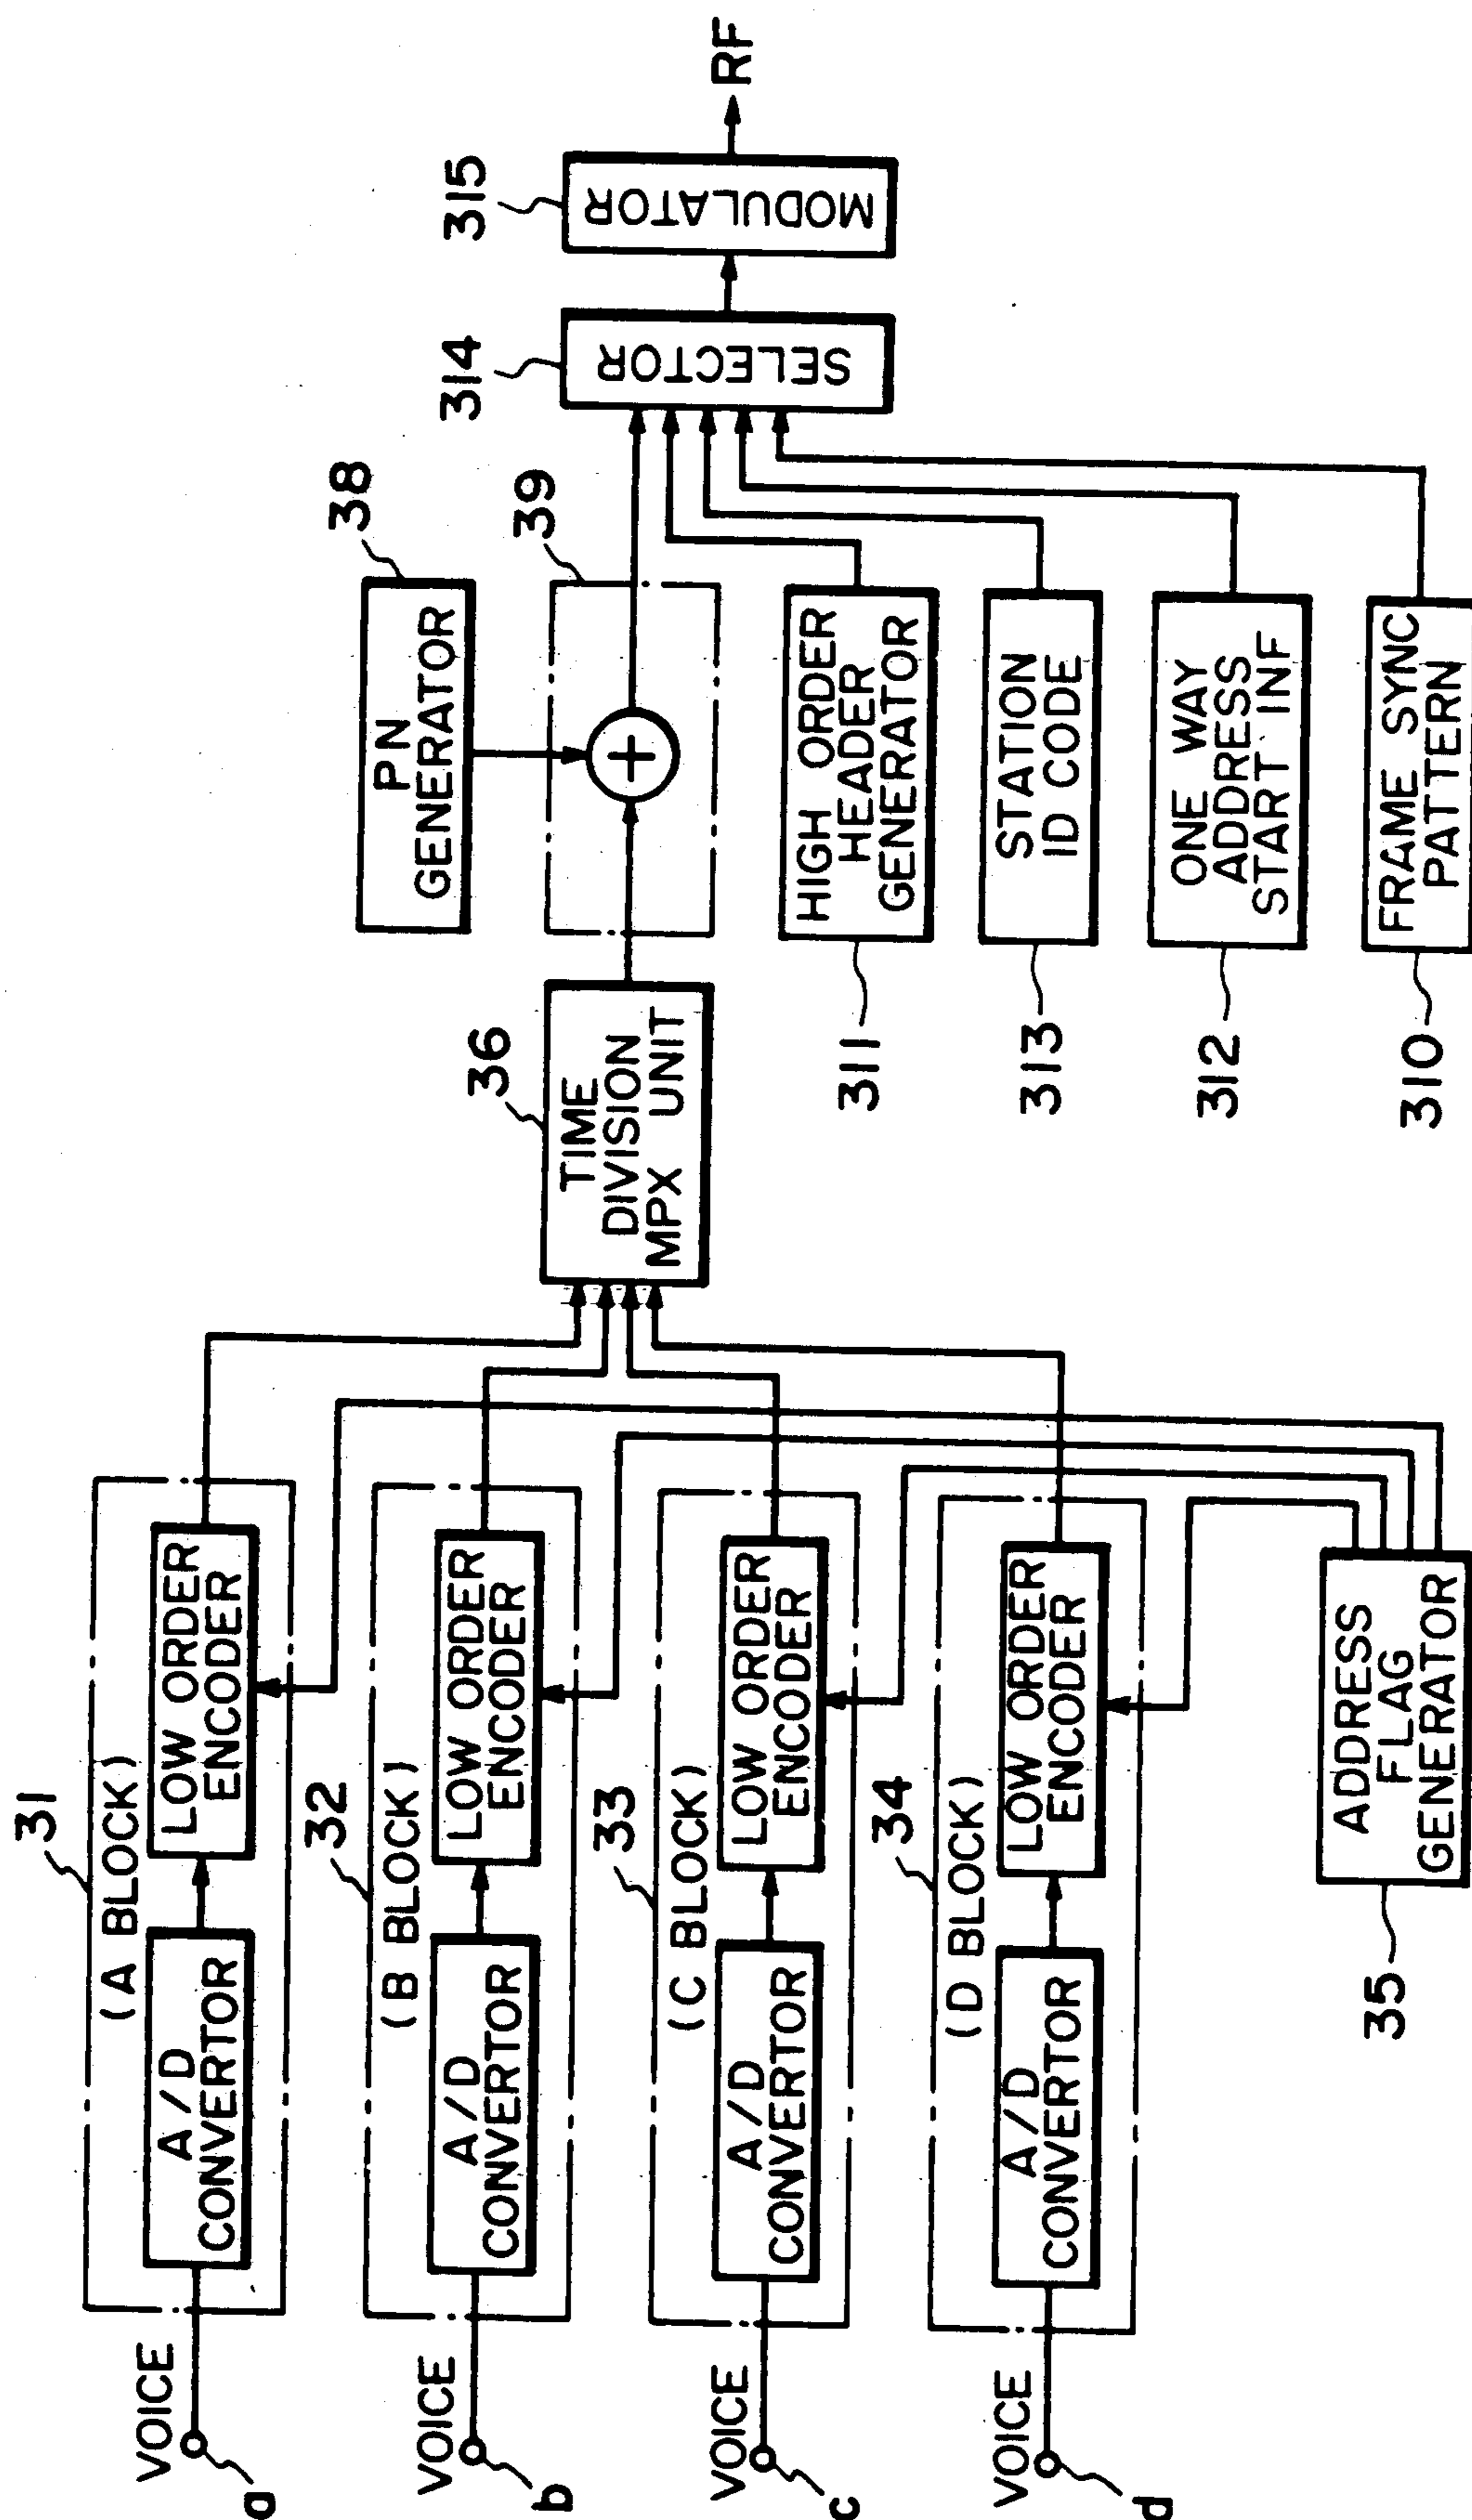 31
(A BLOCK)
VOICE
a
A/D
CONVERTOR
LOW ORDER
ENCODER
32
(B BLOCK)
VOICE
b
A/D
CONVERTOR
LOW ORDER
ENCODER
33
(C BLOCK)
VOICE
c
A/D
CONVERTOR
LOW ORDER
ENCODER
34
(D BLOCK)
VOICE
d
A/D
CONVERTOR
LOW ORDER
ENCODER
35
ADDRESS
FLAG
GENERATOR
36
TIME
DIVISION
MPX UNIT
38
PN
GENERATOR
39
+
311
HIGH ORDER
HEADER
GENERATOR
313
STATION
ID CODE
312
ONE WAY
ADDRESS
START INF
310
FRAME SYNC
PATTERN
314
SELECTOR
315
MODULATOR
RF